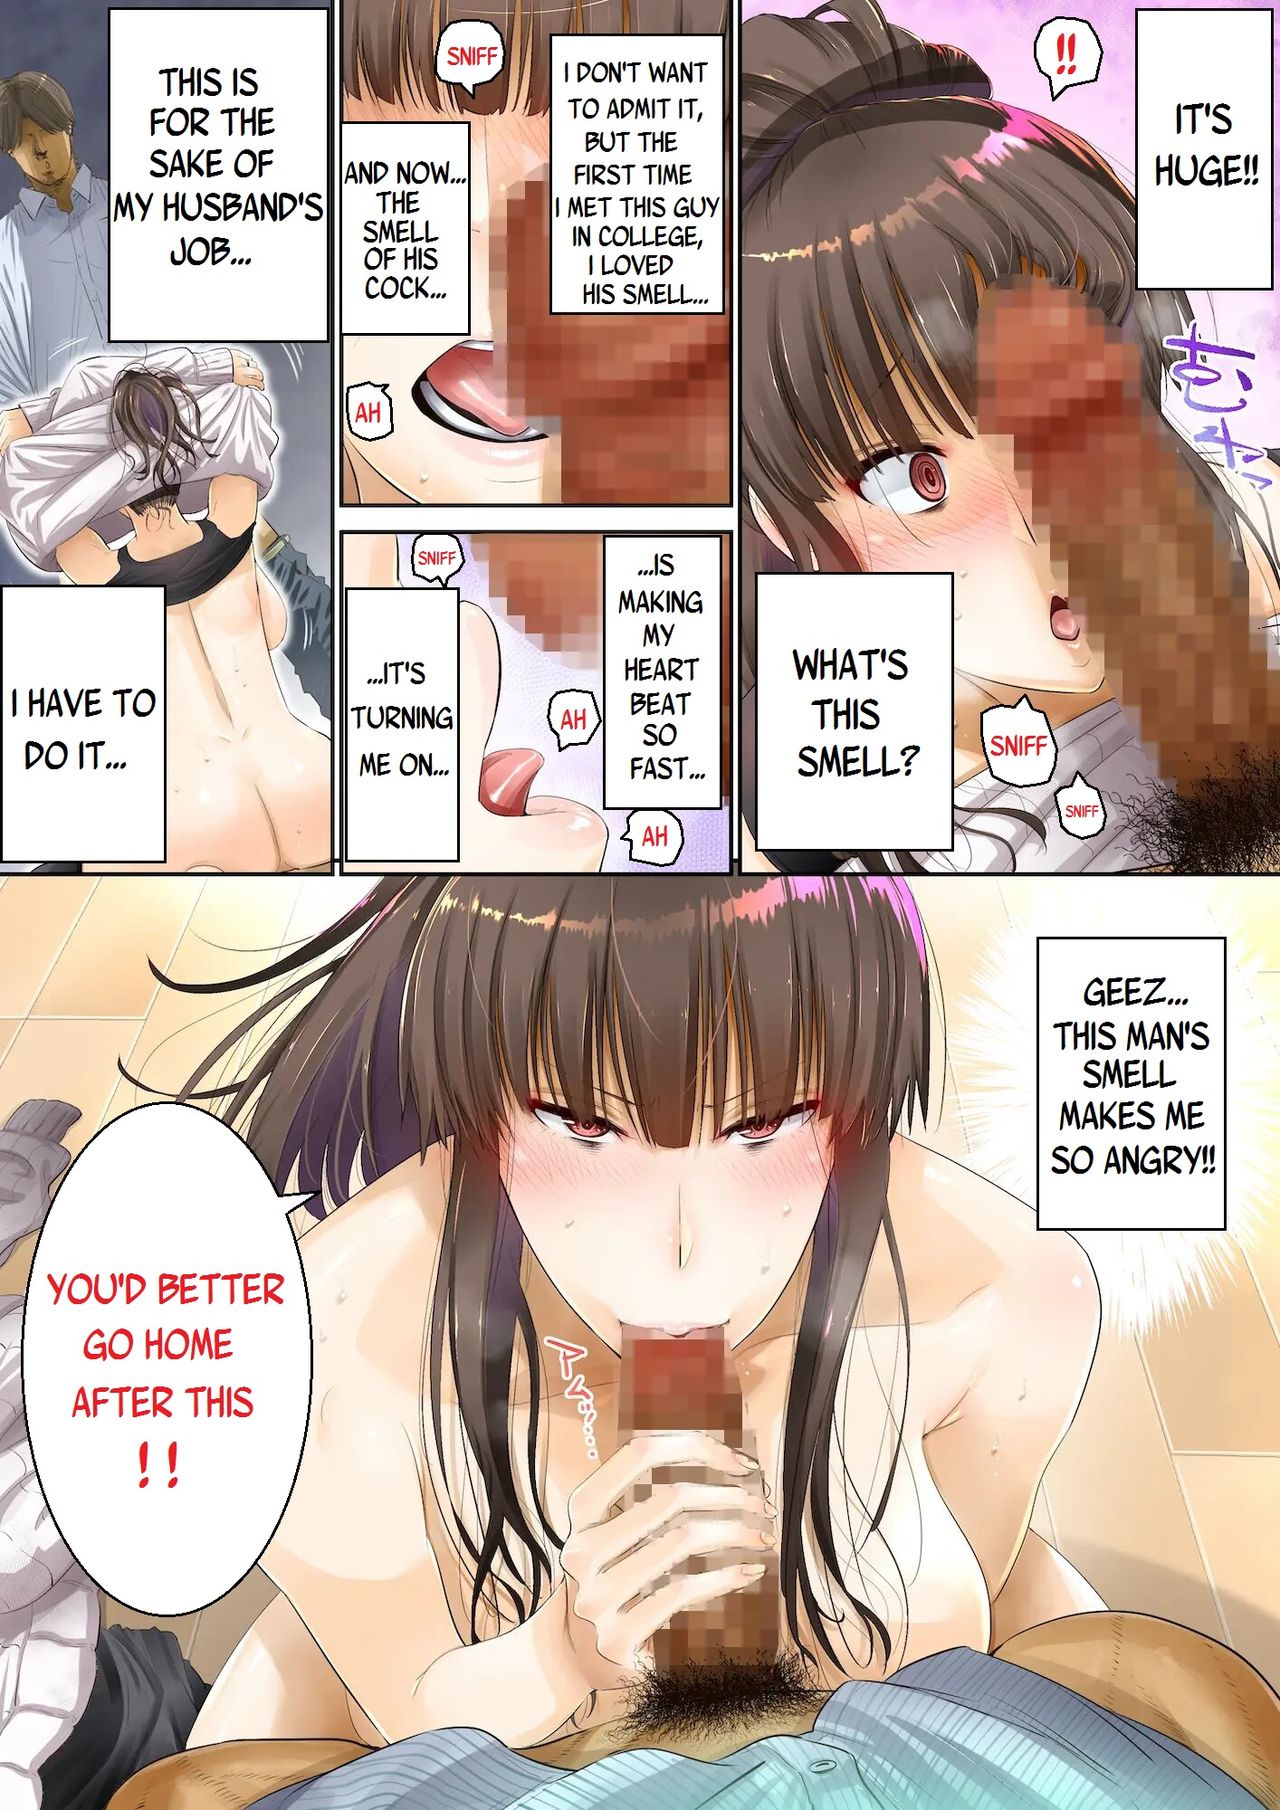 IT'S
HUGE!!
!!
WHAT'S
THIS
SMELL?
SNIFF
SNIFF
SNIFF
I DON'T WANT
TO ADMIT IT,
BUT THE
FIRST TIME
I MET THIS GUY
IN COLLEGE,
I LOVED
HIS SMELL...
AND NOW...
THE
SMELL
OF HIS
COCK...
AH
...IS
MAKING
MY
HEART
BEAT
SO
FAST...
SNIFF
AH
AH
...IT'S
TURNING
ME ON...
THIS IS
FOR THE
SAKE OF
MY HUSBAND'S
JOB...
I HAVE TO
DO IT...
GEEZ...
THIS MAN'S
SMELL
MAKES ME
SO ANGRY!!
YOU'D BETTER
GO HOME
AFTER THIS
!!